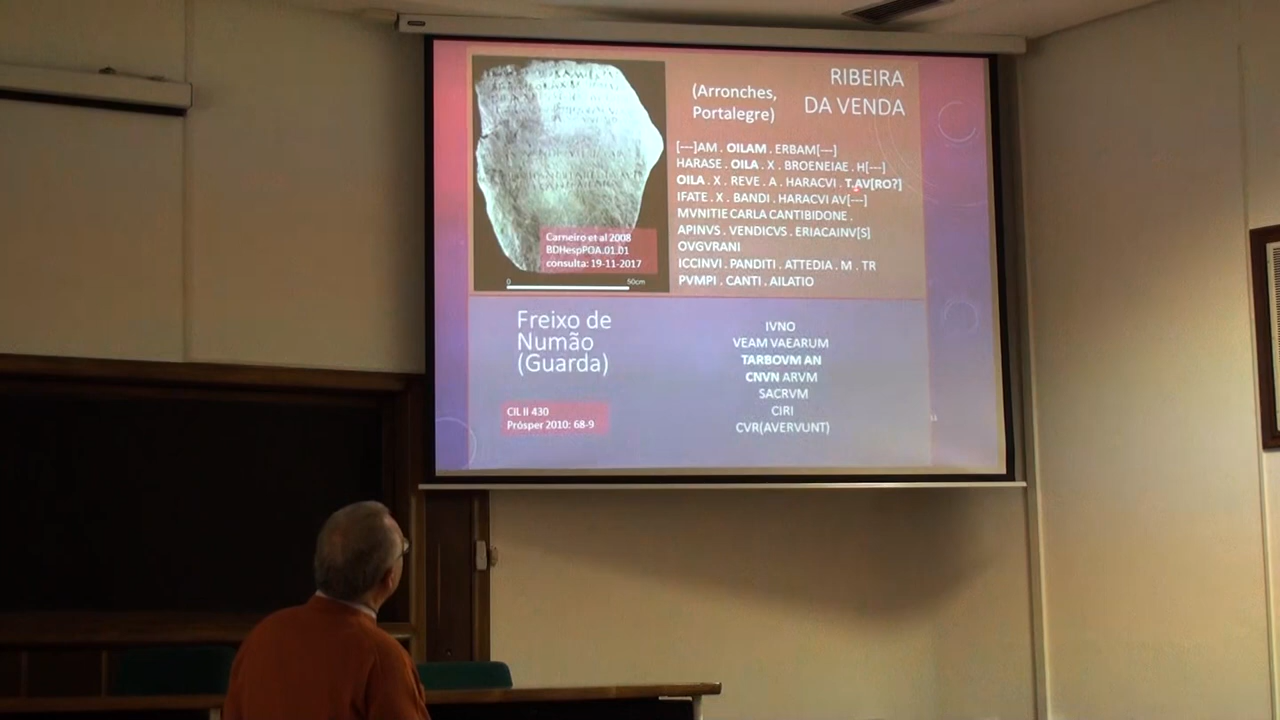 RIBEIRA
DA VENDA
(Arronches,
Portalegre)
[---]AM . OILAM . ERBAM[---]
HARASE . OILA . X . BROENEIAE . H[---]
OILA . X . REVE . A . HARACVI . T.AV[RO?]
IFATE . X . BANDI . HARACVI AV[---]
MVNITIE CARLA CANTIBIDONE .
APINVS . VENDICVS . ERIACAINV[S]
OVGVRANI
ICCINVI . PANDITI . ATTEDIA . M . TR
PVMPI . CANTI . AILATIO
Carneiro et al 2008
BDHespPOA.01.01
consulta: 19-11-2017
0 50cm
Freixo de
Numão
(Guarda)
CIL II 430
Prósper 2010: 68-9
IVNO
VEAM VAEARUM
TARBOVM AN
CNVN ARVM
SACRVM
CIRI
CVR(AVERVUNT)